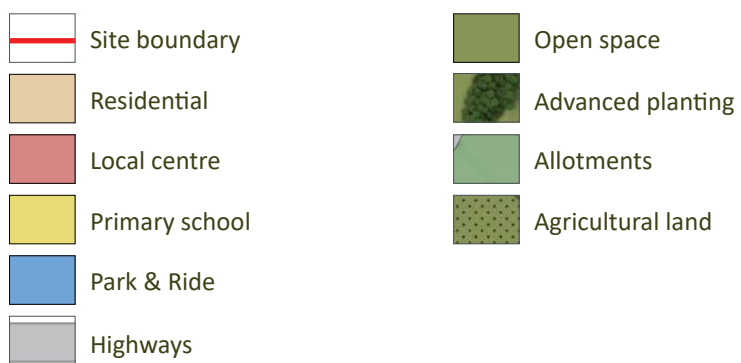 Site boundary
Residential
Local centre
Primary school
Park & Ride
Highways
Open space
Advanced planting
Allotments
Agricultural land